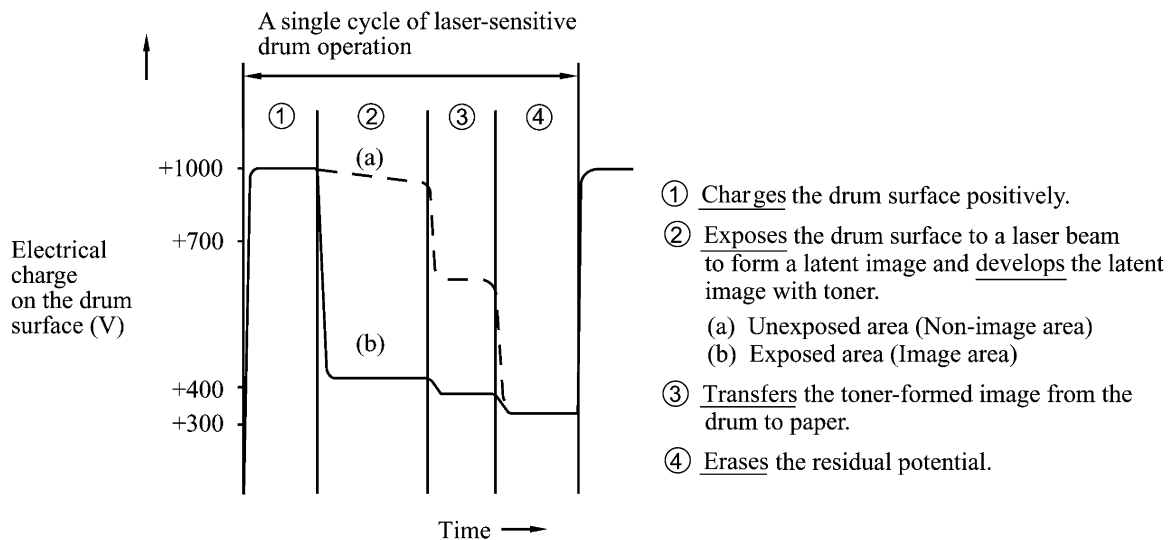 A single cycle of laser-sensitive
drum operation
① ② ③ ④
+1000
(a)
+700
Electrical
charge
on the drum
surface (V)
(b)
+400
+300
Time
① Charges the drum surface positively.
② Exposes the drum surface to a laser beam
to form a latent image and develops the latent
image with toner.
(a) Unexposed area (Non-image area)
(b) Exposed area (Image area)
③ Transfers the toner-formed image from the
drum to paper.
④ Erases the residual potential.